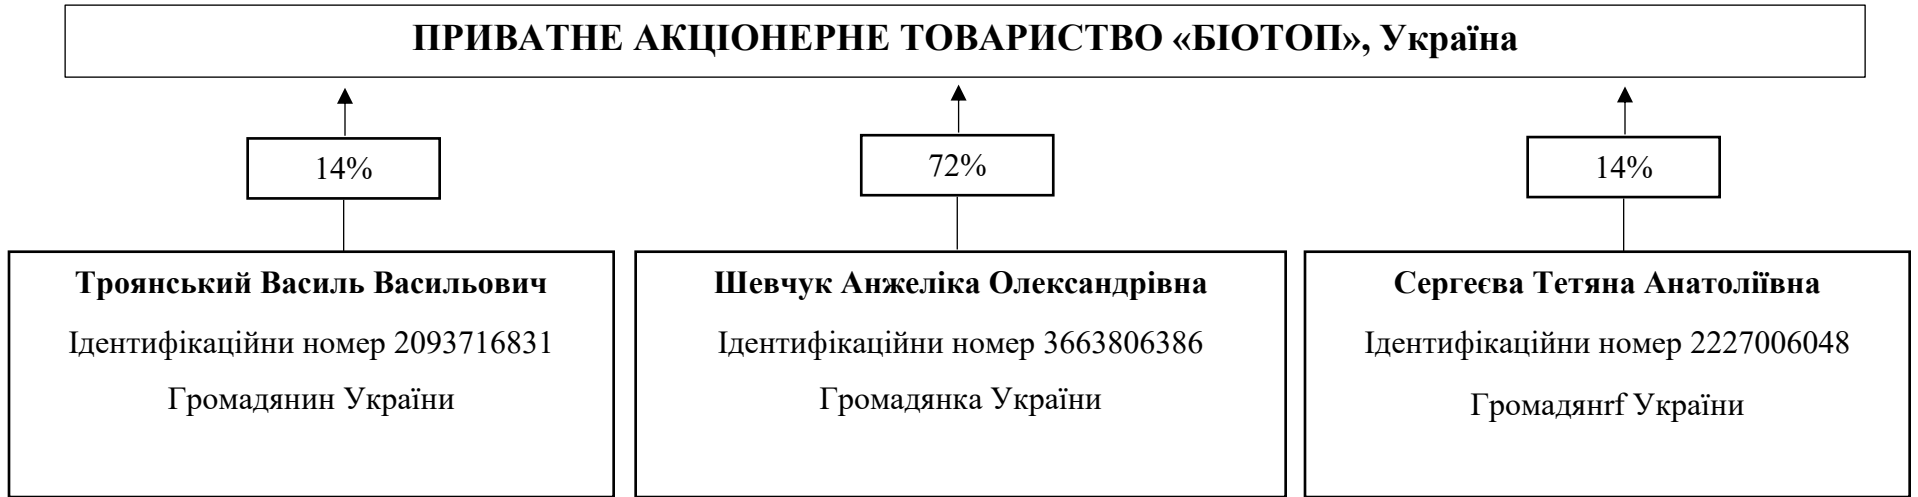 ПРИВАТНЕ АКЦІОНЕРНЕ ТОВАРИСТВО «БІОТОП», Україна
14%
72%
14%
Троянський Василь Васильович
Ідентифікаційни номер 2093716831
Громадянин України
Шевчук Анжеліка Олександрівна
Ідентифікаційни номер 3663806386
Громадянка України
Сергеєва Тетяна Анатоліївна
Ідентифікаційни номер 2227006048
Громадянrf України